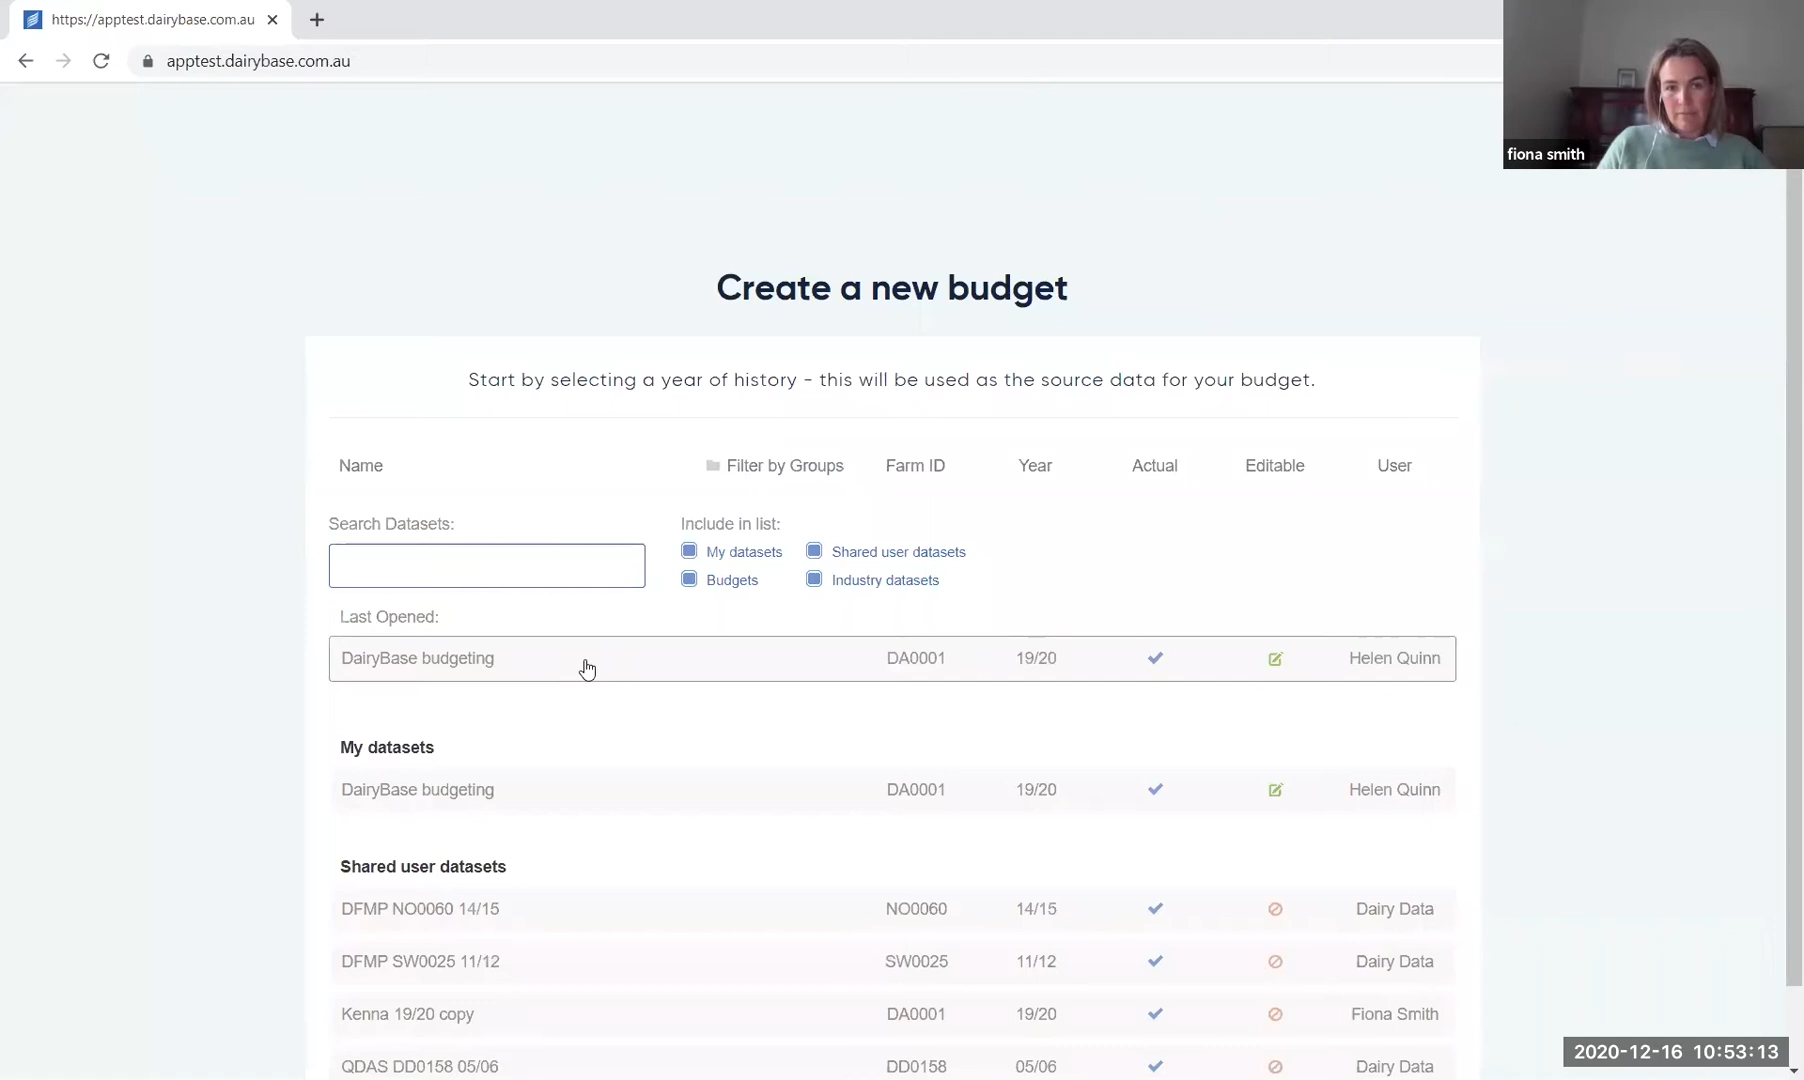 https://apptest.dairybase.com.au
apptest.dairybase.com.au
fiona smith
Create a new budget
Start by selecting a year of history - this will be used as the source data for your budget.
Name Filter by Groups Farm ID Year Actual Editable User
Search Datasets: Include in list:
My datasets Shared user datasets
Budgets Industry datasets
Last Opened:
DairyBase budgeting DA0001 19/20 Helen Quinn
My datasets
DairyBase budgeting DA0001 19/20 Helen Quinn
Shared user datasets
DFMP NO0060 14/15 NO0060 14/15 Dairy Data
DFMP SW0025 11/12 SW0025 11/12 Dairy Data
Kenna 19/20 copy DA0001 19/20 Fiona Smith
QDAS DD0158 05/06 DD0158 05/06 Dairy Data
2020-12-16 10:53:13